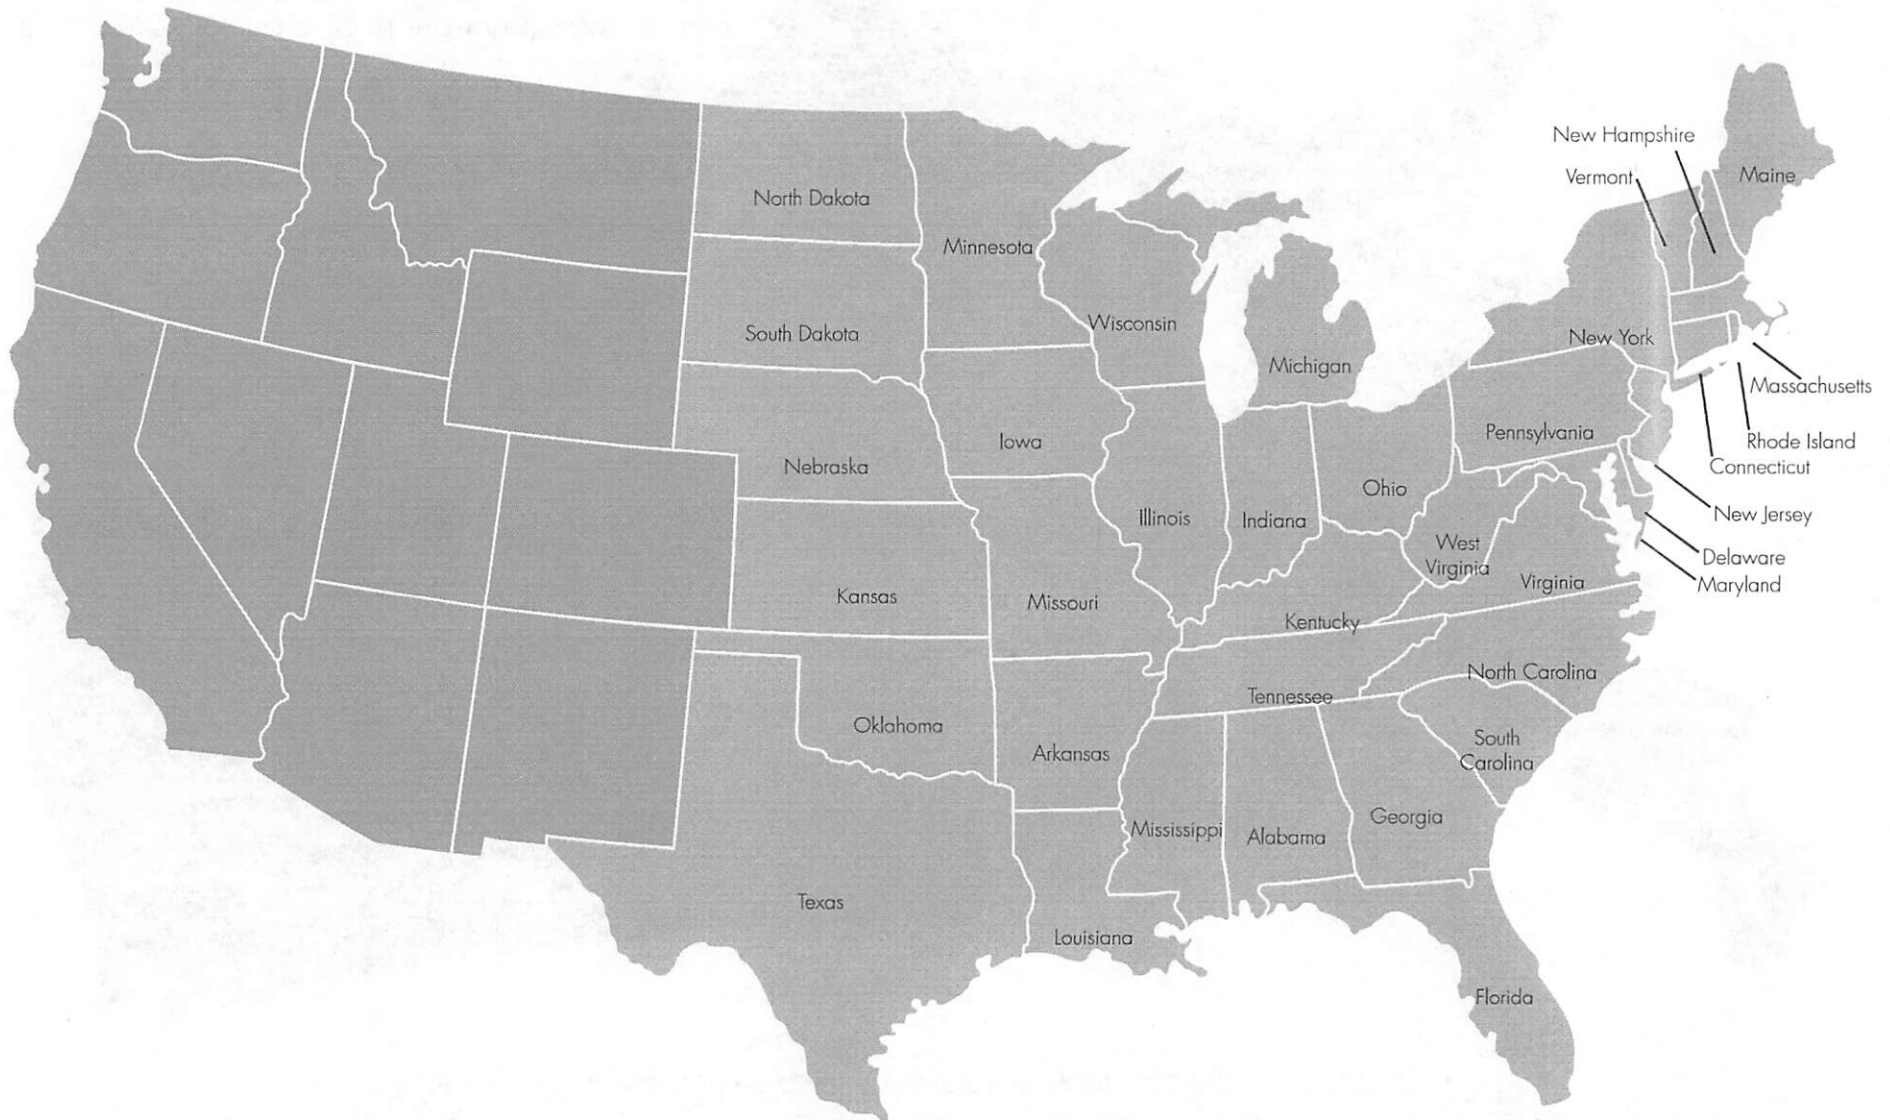 New Hampshire
Vermont
Maine
North Dakota
Minnesota
South Dakota
Wisconsin
New York
Michigan
Massachusetts
Pennsylvania
Iowa
Rhode Island
Connecticut
Nebraska
Ohio
Illinois
Indiana
New Jersey
West
Virginia
Delaware
Virginia
Maryland
Kansas
Missouri
Kentucky
North Carolina
Tennessee
Oklahoma
South
Carolina
Arkansas
Georgia
Mississippi
Alabama
Texas
Louisiana
Florida